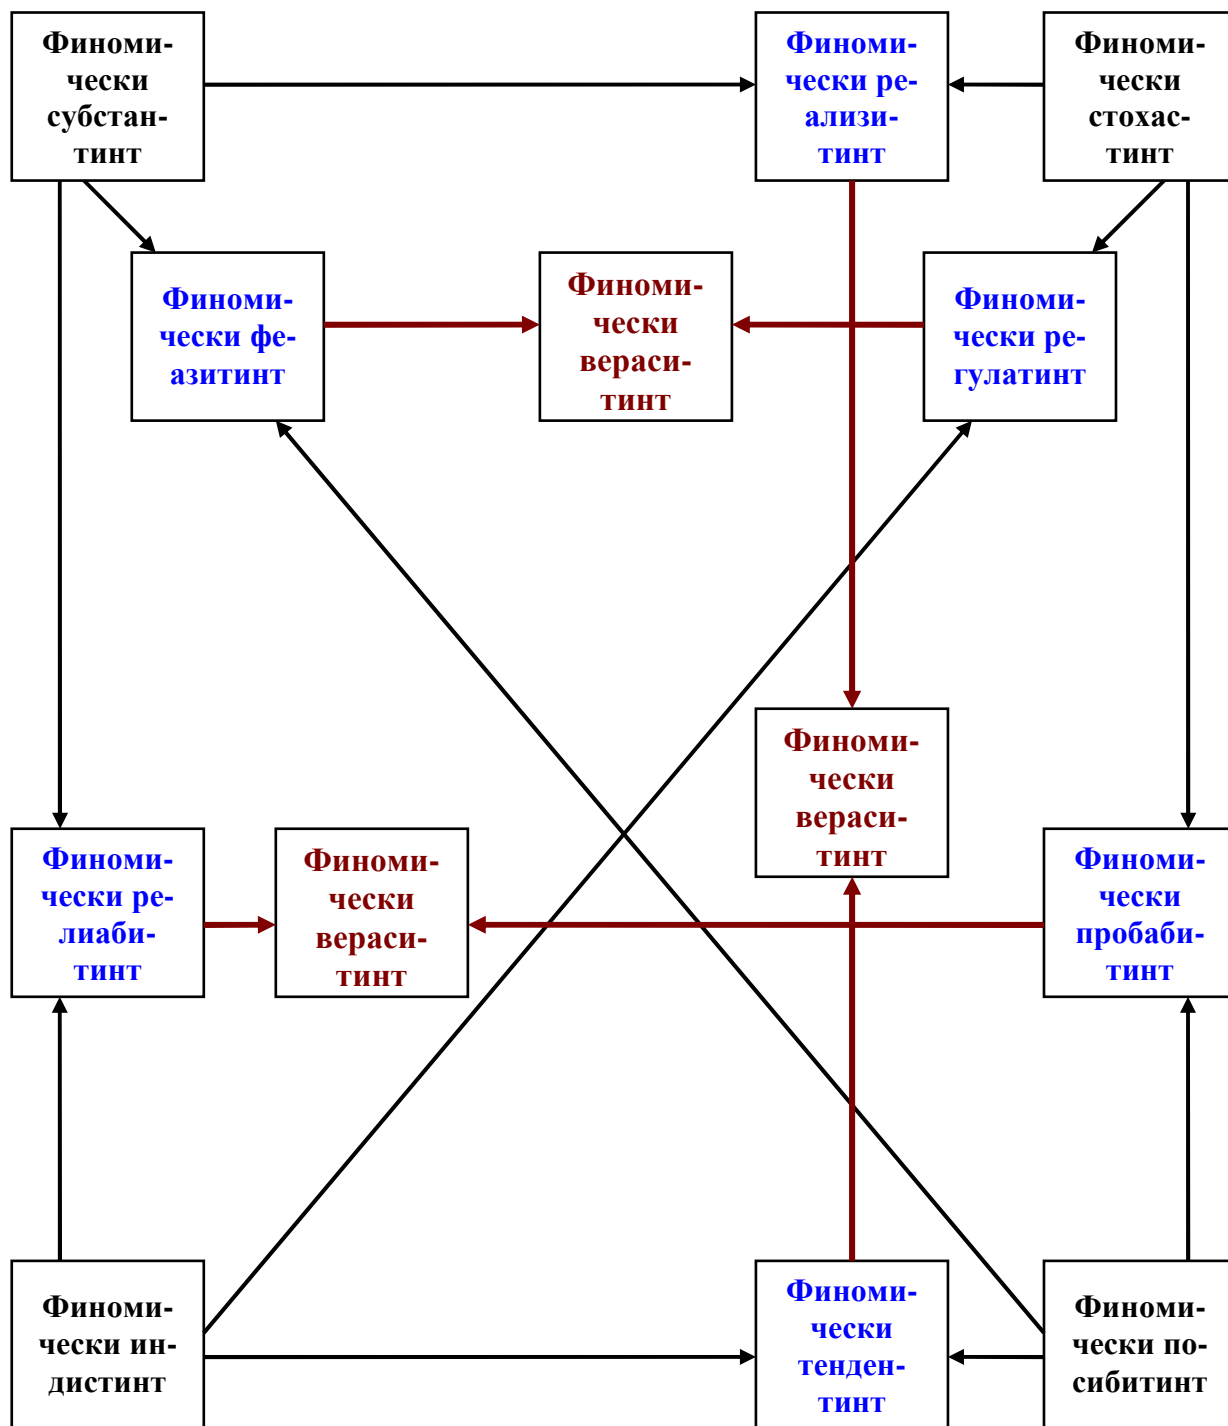 Финоми-
чески
субстан-
тинт
Финоми-
чески ре-
ализи-
тинт
Финоми-
чески
стохас-
тинт
Финоми-
чески фе-
азитинт
Финоми-
чески
вераси-
тинт
Финоми-
чески ре-
гулатинт
Финоми-
чески
вераси-
тинт
Финоми-
чески ре-
лиаби-
тинт
Финоми-
чески
вераси-
тинт
Финоми-
чески
пробаби-
тинт
Финоми-
чески ин-
дистинт
Финоми-
чески
тенден-
тинт
Финоми-
чески по-
сибитинт